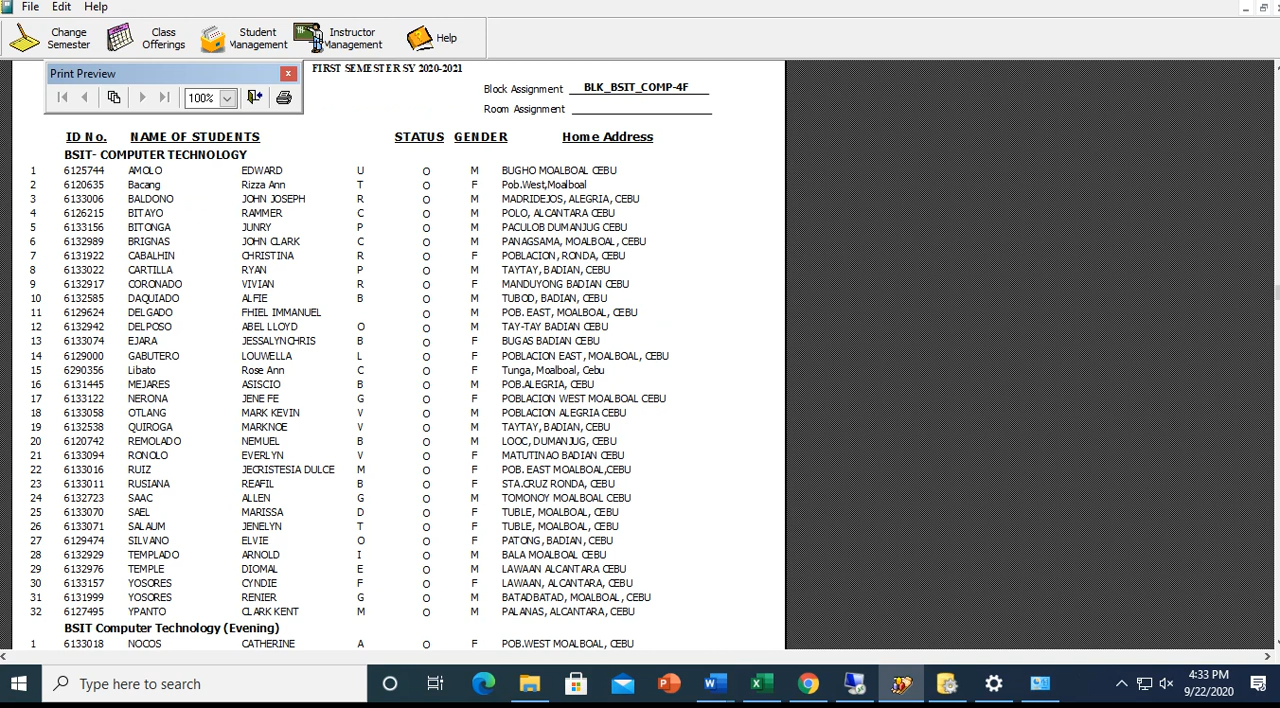 File Edit Help
Change Semester Class Offerings Student Management Instructor Management Help
FIRST SEMESTER SY 2020-2021
Print Preview
Block Assignment BLK_BSIT_COMP-4F
100%
Room Assignment
ID No. NAME OF STUDENTS STATUS GENDER Home Address
BSIT- COMPUTER TECHNOLOGY
1 6125744 AMOLO EDWARD U O M BUGHO MOALBOAL CEBU
2 6120635 Bacang Rizza Ann T O F Pob.West,Moalboal
3 6133006 BALDONO JOHN JOSEPH R O M MADRIDEJOS, ALEGRIA, CEBU
4 6126215 BITAYO RAMMER C O M POLO, ALCANTARA CEBU
5 6133156 BITONGA JUNRY P O M PACULOB DUMANJUG CEBU
6 6132989 BRIGNAS JOHN CLARK C O M PANAGSAMA, MOALBOAL, CEBU
7 6131922 CABALHIN CHRISTINA R O F POBLACION, RONDA, CEBU
8 6133022 CARTILLA RYAN P O M TAYTAY, BADIAN, CEBU
9 6132917 CORONADO VIVIAN R O F MANDUYONG BADIAN CEBU
10 6132585 DAQUIADO ALFIE B O M TUBOD, BADIAN, CEBU
11 6129624 DELGADO FHIEL IMMANUEL O M POB. EAST, MOALBOAL, CEBU
12 6132942 DELPOSO ABEL LLOYD O O M TAY-TAY BADIAN CEBU
13 6133074 EJARA JESSALYNCHRIS B O F BUGAS BADIAN CEBU
14 6129000 GABUTERO LOUWELLA L O F POBLACION EAST, MOALBOAL, CEBU
15 6290356 Libato Rose Ann C O F Tunga, Moalboal, Cebu
16 6131445 MEJARES ASISCIO B O M POB.ALEGRIA, CEBU
17 6133122 NERONA JENE FE G O F POBLACION WEST MOALBOAL CEBU
18 6133058 OTLANG MARK KEVIN V O M POBLACION ALEGRIA CEBU
19 6132538 QUIROGA MARKNOE V O M TAYTAY, BADIAN, CEBU
20 6120742 REMOLADO NEMUEL B O M LOOC, DUMANJUG, CEBU
21 6133094 RONOLO EVERLYN V O F MATUTINAO BADIAN CEBU
22 6133016 RUIZ JECRISTESIA DULCE M O F POB. EAST MOALBOAL,CEBU
23 6133011 RUSIANA REAFIL B O F STA.CRUZ RONDA, CEBU
24 6132723 SAAC ALLEN G O M TOMONOY MOALBOAL CEBU
25 6133070 SAEL MARISSA D O F TUBLE, MOALBOAL, CEBU
26 6133071 SALAUM JENELYN T O F TUBLE, MOALBOAL, CEBU
27 6129474 SILVANO ELVIE O O F PATONG, BADIAN, CEBU
28 6132929 TEMPLADO ARNOLD I O M BALA MOALBOAL CEBU
29 6132976 TEMPLE DIOMAL E O M LAWAAN ALCANTARA CEBU
30 6133157 YOSORES CYNDIE F O F LAWAAN, ALCANTARA, CEBU
31 6131999 YOSORES RENIER G O M BATADBATAD, MOALBOAL, CEBU
32 6127495 YPANTO CLARK KENT M O M PALANAS, ALCANTARA, CEBU
BSIT Computer Technology (Evening)
1 6133018 NOCOS CATHERINE A O F POB.WEST MOALBOAL, CEBU
Type here to search
4:33 PM
9/22/2020